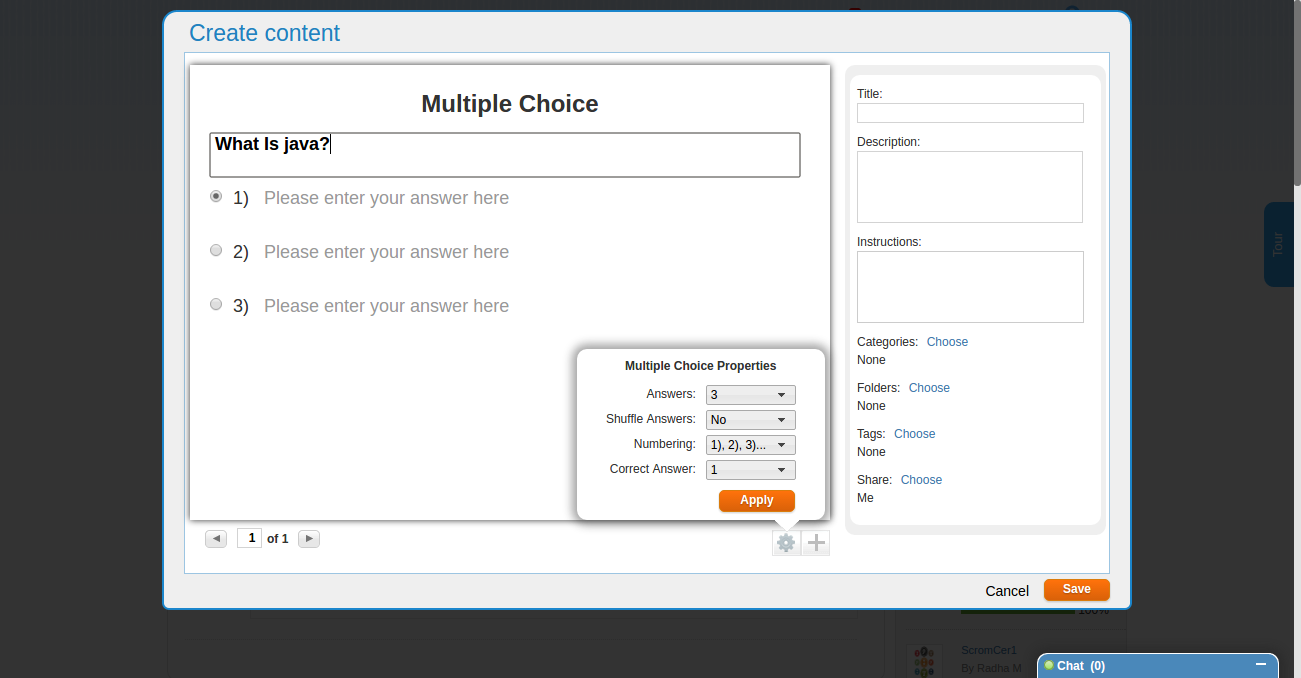 Create content
Multiple Choice
What Is java?
1) Please enter your answer here
2) Please enter your answer here
3) Please enter your answer here
Multiple Choice Properties
Answers: 3
Shuffle Answers: No
Numbering: 1), 2), 3)...
Correct Answer: 1
Apply
1 of 1
Title:
Description:
Instructions:
Categories: Choose
None
Folders: Choose
None
Tags: Choose
None
Share: Choose
Me
Cancel
Save
Tour
100%
ScromCer1
By Radha M
Chat (0)